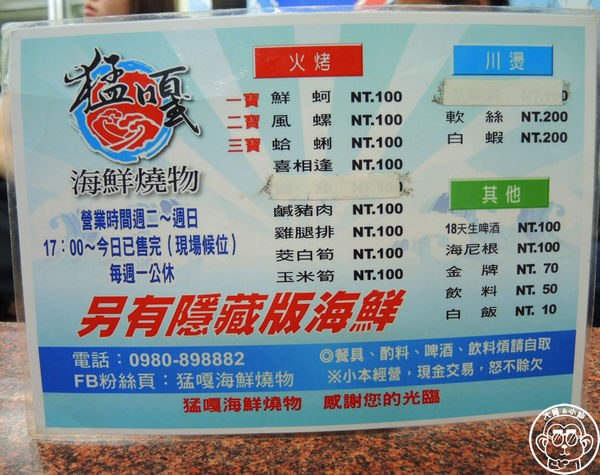 猛嘎
海鮮燒物
營業時間週二～週日
17：00～今日已售完（現場候位）
每週一公休
火烤
一寶 鮮蚵 NT.100
二寶 風螺 NT.100
三寶 蛤蜊 NT.100
喜相逢 NT.100
鹹豬肉 NT.100
雞腿排 NT.100
茭白筍 NT.100
玉米筍 NT.100
川燙
軟絲 NT.200
白蝦 NT.200
其他
18天生啤酒 NT.100
海尼根 NT.100
金牌 NT. 70
飲料 NT. 50
白飯 NT. 10
另有隱藏版海鮮
電話：0980-898882
FB粉絲頁：猛嘎海鮮燒物
◎餐具、酌料、啤酒、飲料煩請自取
※小本經營，現金交易，恕不賒欠
猛嘎海鮮燒物 感謝您的光臨